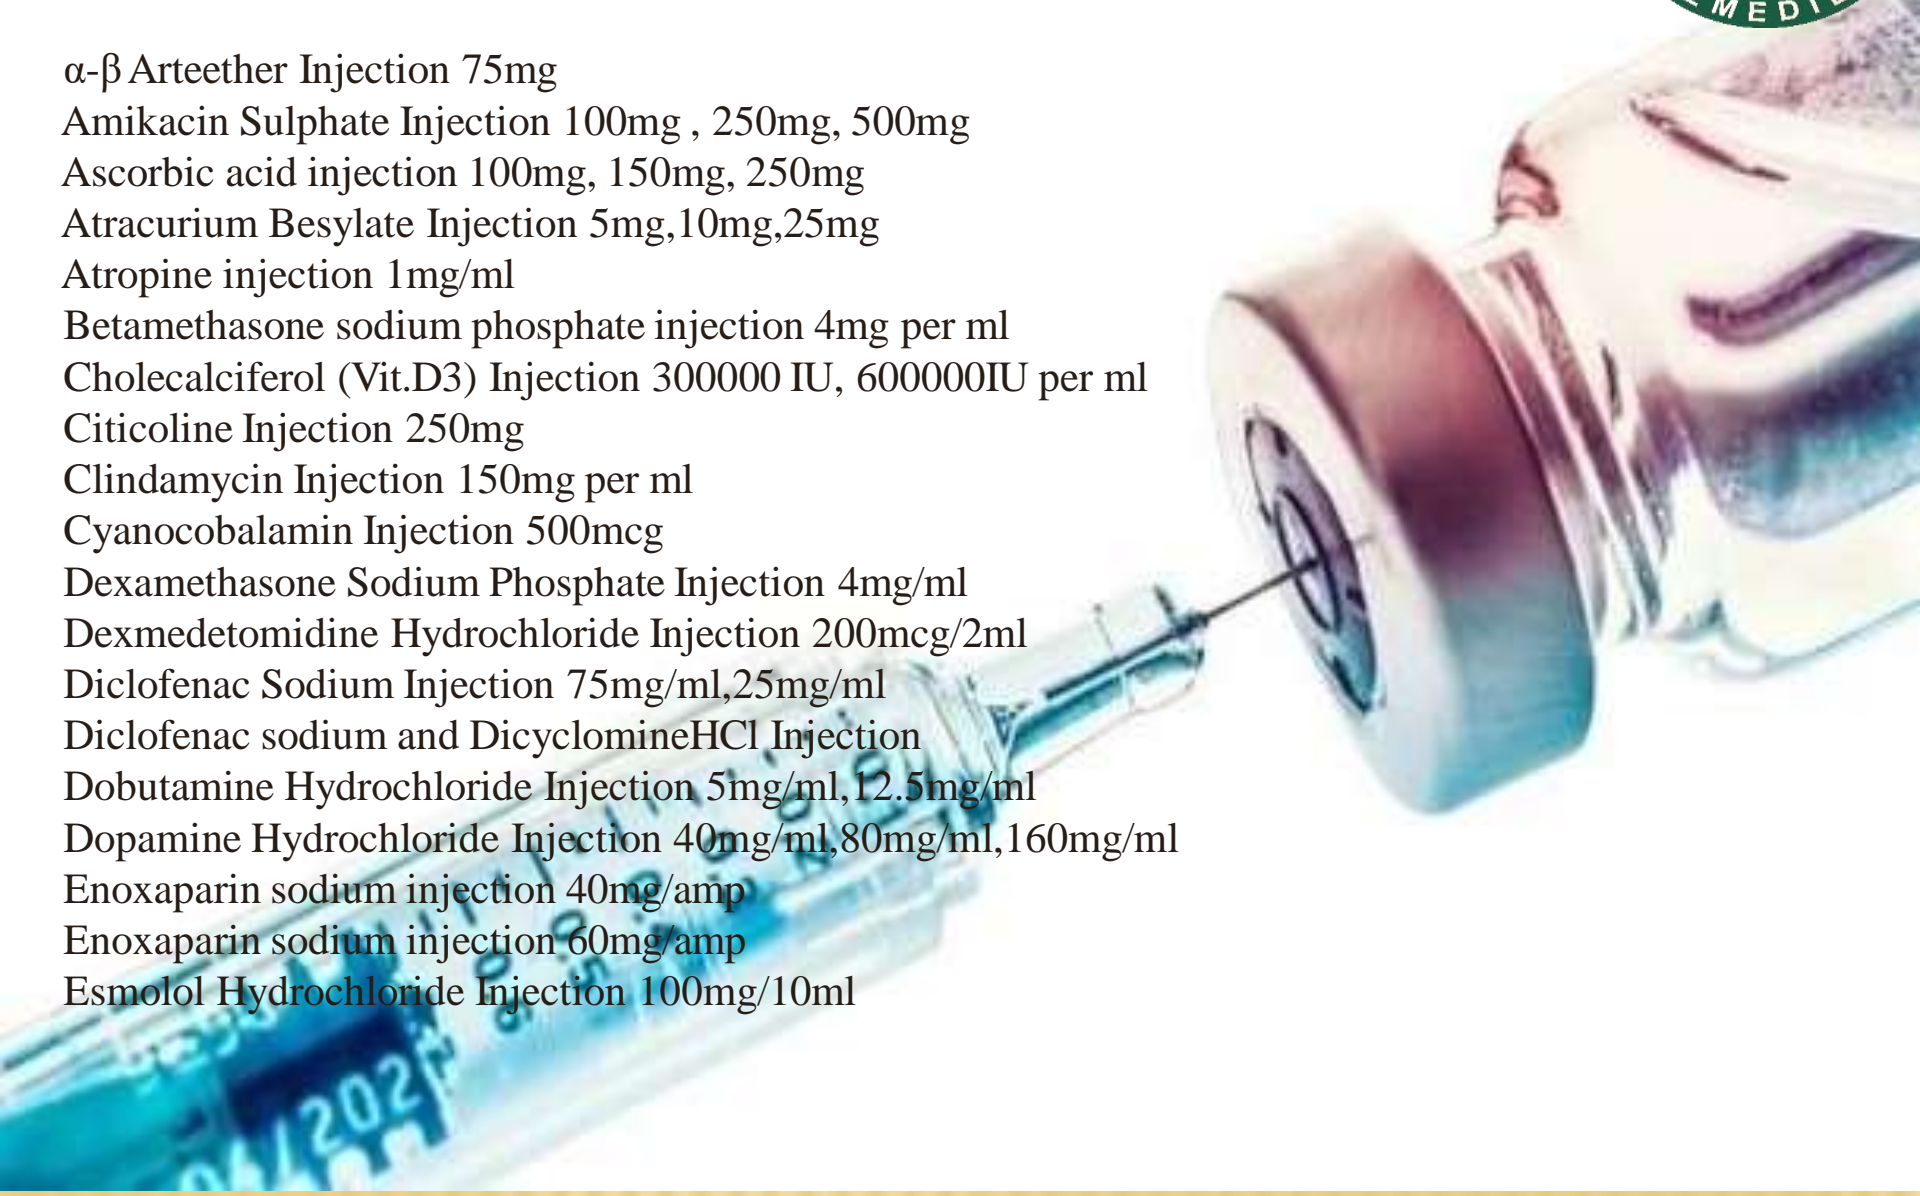 α-β Arteether Injection 75mg
Amikacin Sulphate Injection 100mg , 250mg, 500mg
Ascorbic acid injection 100mg, 150mg, 250mg
Atracurium Besylate Injection 5mg,10mg,25mg
Atropine injection 1mg/ml
Betamethasone sodium phosphate injection 4mg per ml
Cholecalciferol (Vit.D3) Injection 300000 IU, 600000IU per ml
Citicoline Injection 250mg
Clindamycin Injection 150mg per ml
Cyanocobalamin Injection 500mcg
Dexamethasone Sodium Phosphate Injection 4mg/ml
Dexmedetomidine Hydrochloride Injection 200mcg/2ml
Diclofenac Sodium Injection 75mg/ml,25mg/ml
Diclofenac sodium and DicyclomineHCl Injection
Dobutamine Hydrochloride Injection 5mg/ml,12.5mg/ml
Dopamine Hydrochloride Injection 40mg/ml,80mg/ml,160mg/ml
Enoxaparin sodium injection 40mg/amp
Enoxaparin sodium injection 60mg/amp
Esmolol Hydrochloride Injection 100mg/10ml